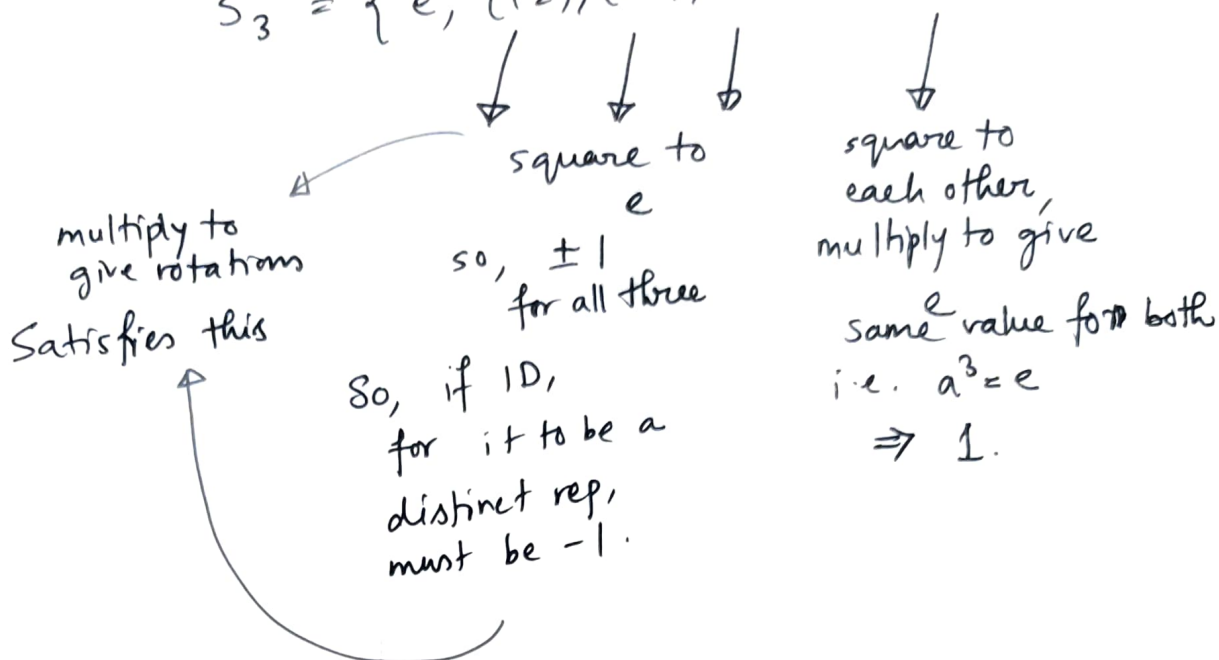 S₃ = { e, (12), (
square to
e
so, ± 1
for all three
So, if 1D,
for it to be a
distinct rep,
must be -1.
multiply to
give rotations
Satisfies this
square to
each other,
multiply to give
e
same value for both
i.e. a³ = e
⇒ 1.